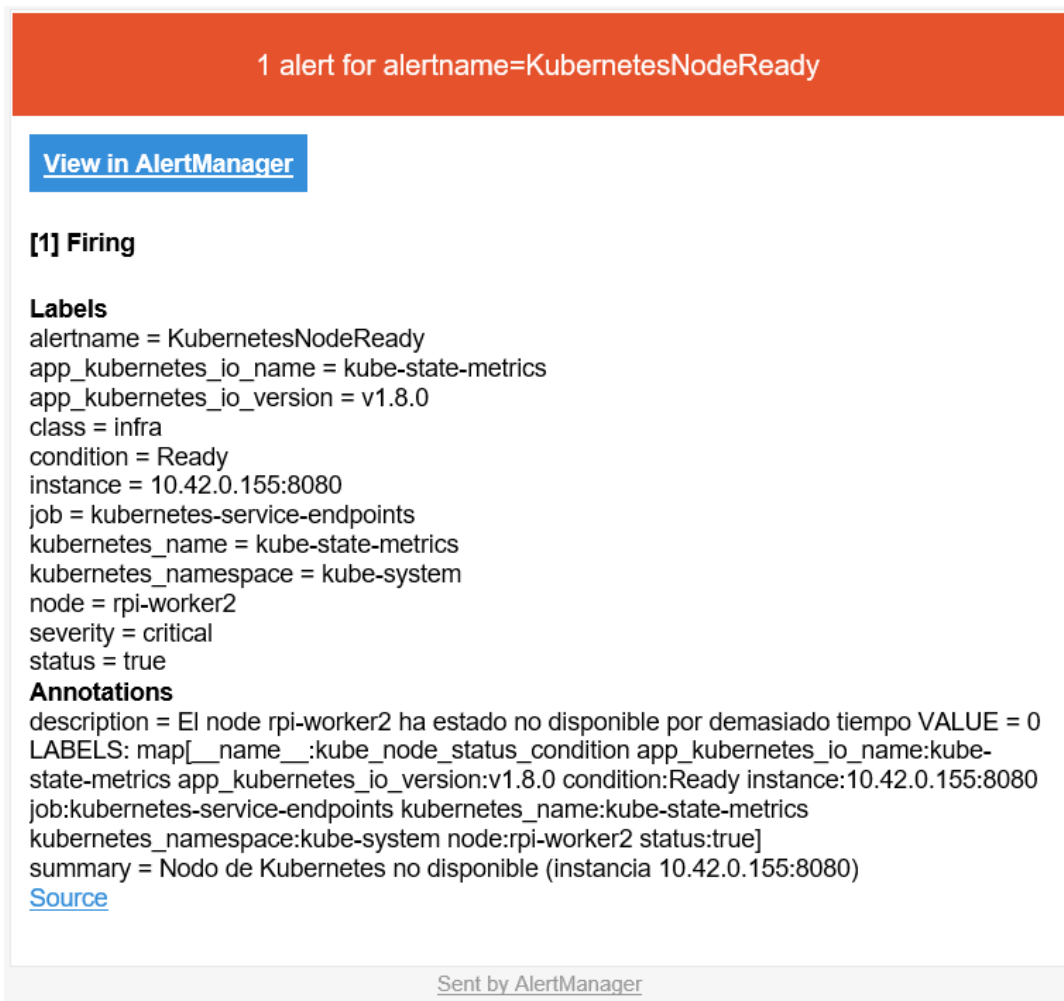 1 alert for alertname=KubernetesNodeReady
View in AlertManager
[1] Firing
Labels
alertname = KubernetesNodeReady
app_kubernetes_io_name = kube-state-metrics
app_kubernetes_io_version = v1.8.0
class = infra
condition = Ready
instance = 10.42.0.155:8080
job = kubernetes-service-endpoints
kubernetes_name = kube-state-metrics
kubernetes_namespace = kube-system
node = rpi-worker2
severity = critical
status = true
Annotations
description = El node rpi-worker2 ha estado no disponible por demasiado tiempo VALUE = 0
LABELS: map[__name__:kube_node_status_condition app_kubernetes_io_name:kube-
state-metrics app_kubernetes_io_version:v1.8.0 condition:Ready instance:10.42.0.155:8080
job:kubernetes-service-endpoints kubernetes_name:kube-state-metrics
kubernetes_namespace:kube-system node:rpi-worker2 status:true]
summary = Nodo de Kubernetes no disponible (instancia 10.42.0.155:8080)
Source
Sent by AlertManager